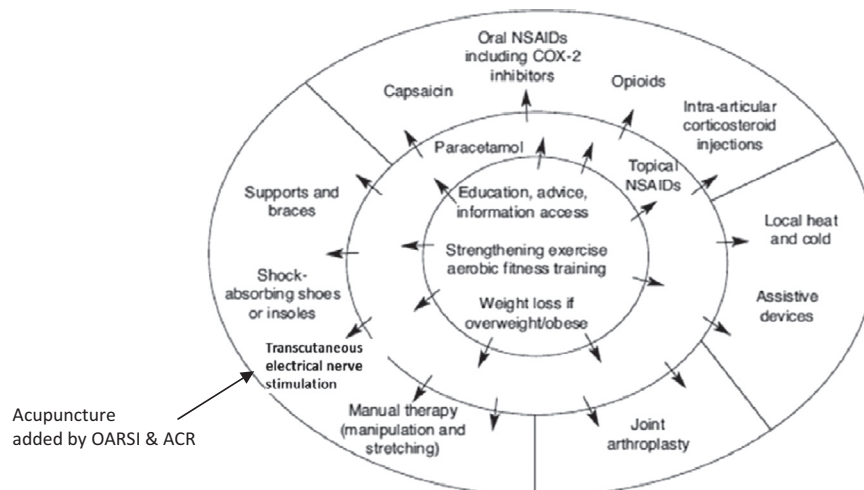 Oral NSAIDs
including COX-2
inhibitors
Capsaicin
Opioids
Intra-articular
corticosteroid
injections
Paracetamol
Topical
NSAIDs
Supports and
braces
Education, advice,
information access
Local heat
and cold
Strengthening exercise
aerobic fitness training
Shock-
absorbing shoes
or insoles
Weight loss if
overweight/obese
Assistive
devices
Transcutaneous
electrical nerve
stimulation
Manual therapy
(manipulation and
stretching)
Joint
arthroplasty
Acupuncture
added by OARSI & ACR